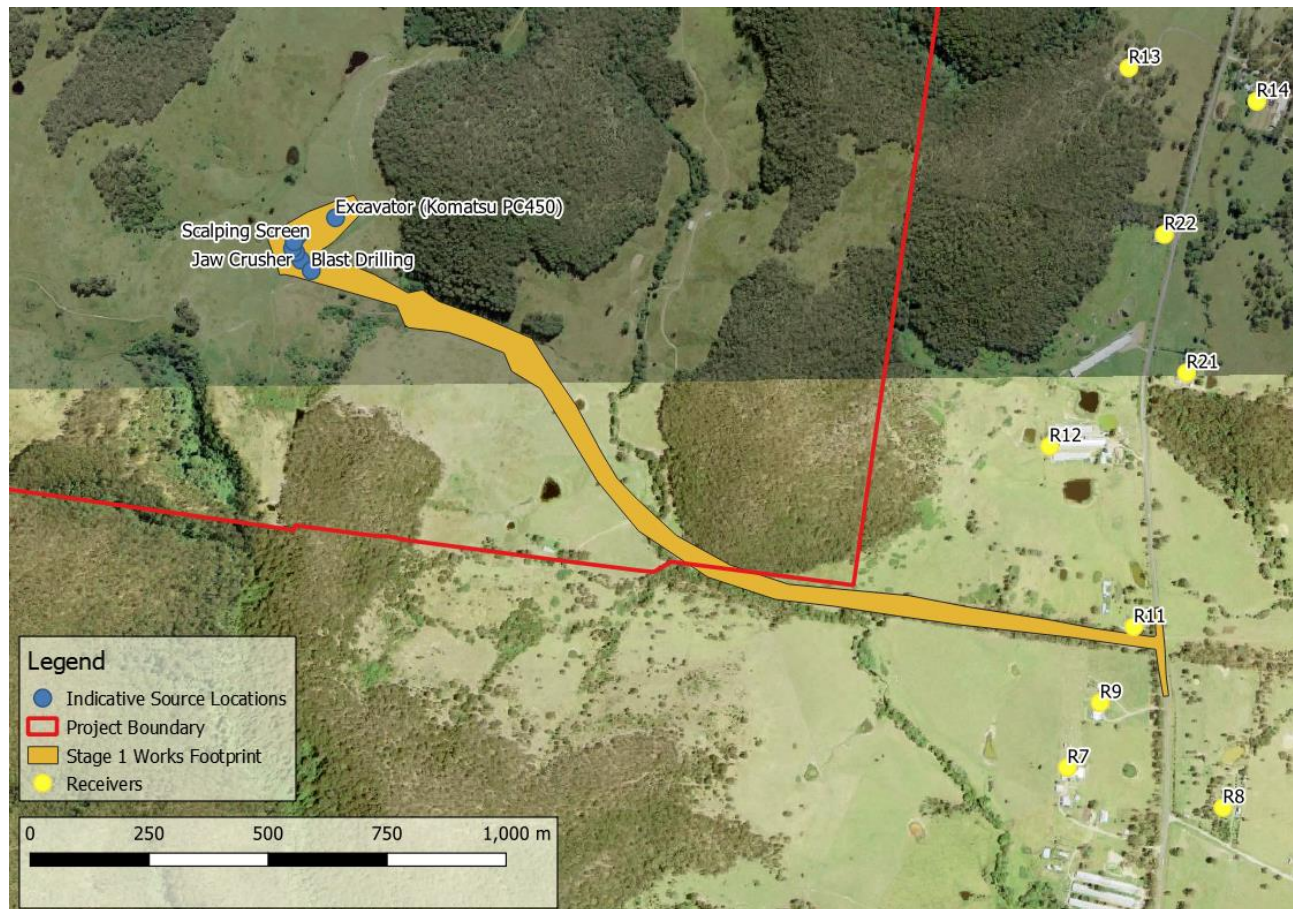 R13
R14
Excavator (Komatsu PC450)
Scalping Screen
R22
Jaw Crusher
Blast Drilling
R21
R12
R11
Legend
Indicative Source Locations
R9
Project Boundary
Stage 1 Works Footprint
R7
Receivers
R8
0 250 500 750 1,000 m